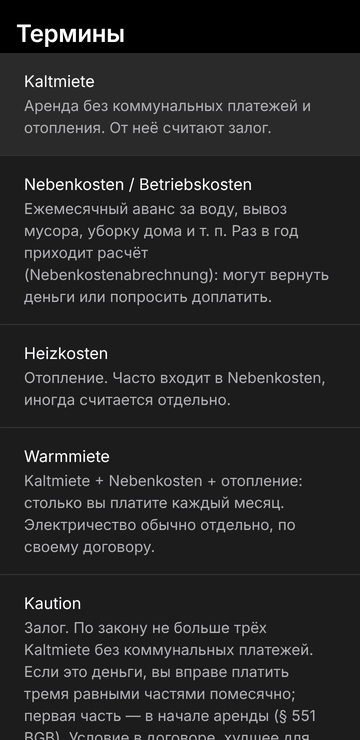 Термины
Kaltmiete
Аренда без коммунальных платежей и
отопления. От неё считают залог.
Nebenkosten / Betriebskosten
Ежемесячный аванс за воду, вывоз
мусора, уборку дома и т. п. Раз в год
приходит расчёт
(Nebenkostenabrechnung): могут вернуть
деньги или попросить доплатить.
Heizkosten
Отопление. Часто входит в Nebenkosten,
иногда считается отдельно.
Warmmiete
Kaltmiete + Nebenkosten + отопление:
столько вы платите каждый месяц.
Электричество обычно отдельно, по
своему договору.
Kaution
Залог. По закону не больше трёх
Kaltmiete без коммунальных платежей.
Если это деньги, вы вправе платить
тремя равными частями помесячно;
первая часть — в начале аренды (§ 551
BGB). Условие в договоре, худшее для